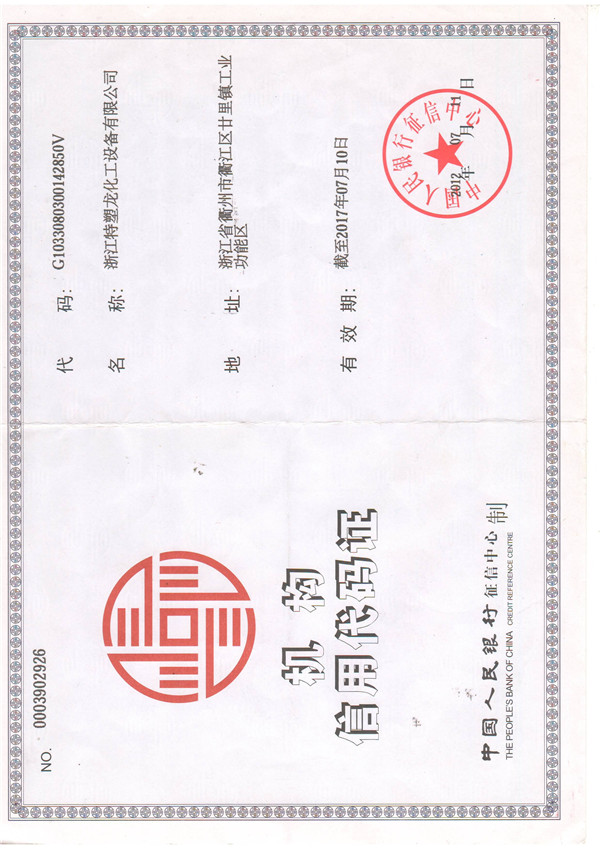 NO. 0003902926
机构
信用代码证
中国人民银行征信中心制
THE PEOPLE'S BANK OF CHINA CREDIT REFERENCE CENTRE
代 码: G1033080300142850V
名 称: 浙江特塑龙化工设备有限公司
地 址: 浙江省衢州市衢江区廿里镇工业
功能区
有 效 期: 截至2017年07月10日
中国人民银行征信中心
2012年07月11日